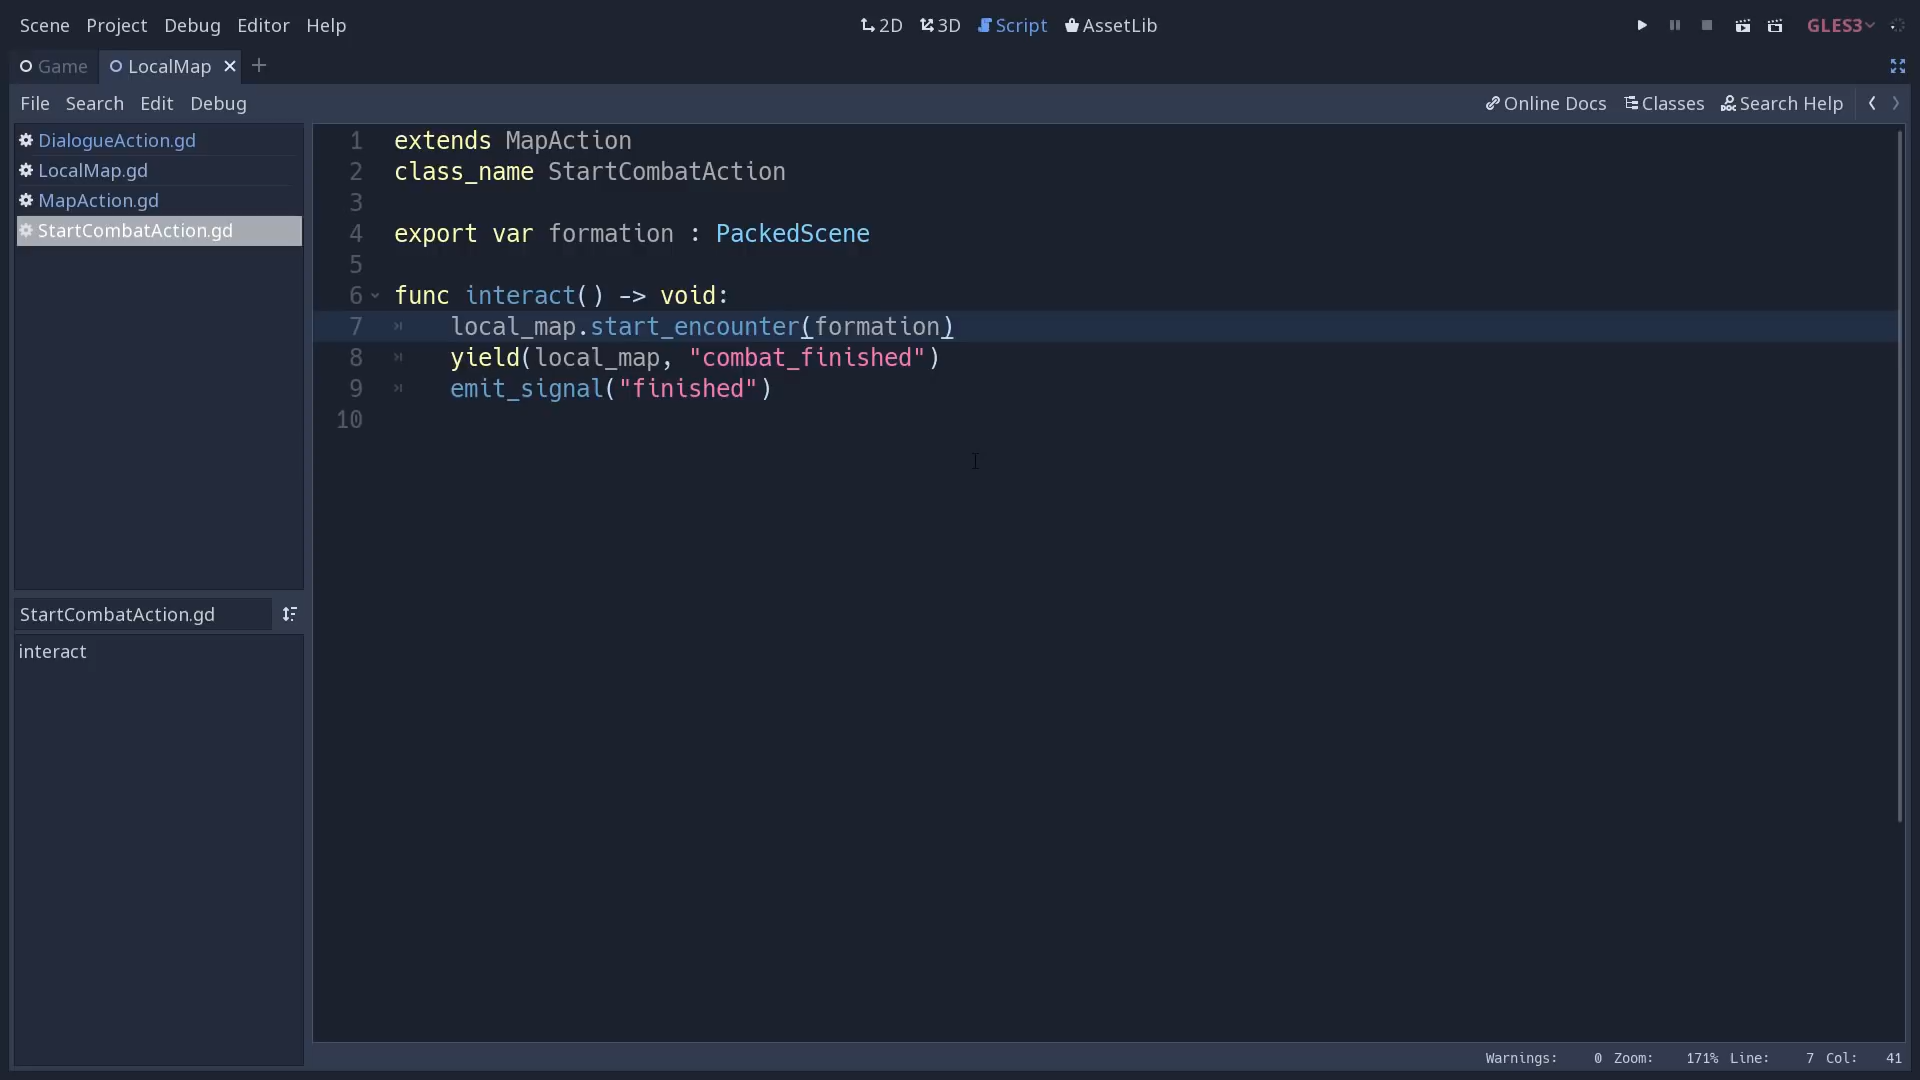 Scene Project Debug Editor Help 2D 3D Script AssetLib GLES3
Game LocalMap
File Search Edit Debug Online Docs Classes Search Help
DialogueAction.gd
LocalMap.gd
MapAction.gd
StartCombatAction.gd
StartCombatAction.gd
interact
1 extends MapAction
2 class_name StartCombatAction
3
4 export var formation : PackedScene
5
6 func interact() -> void:
7 local_map.start_encounter(formation)
8 yield(local_map, "combat_finished")
9 emit_signal("finished")
10
Warnings: 0 Zoom: 171% Line: 7 Col: 41